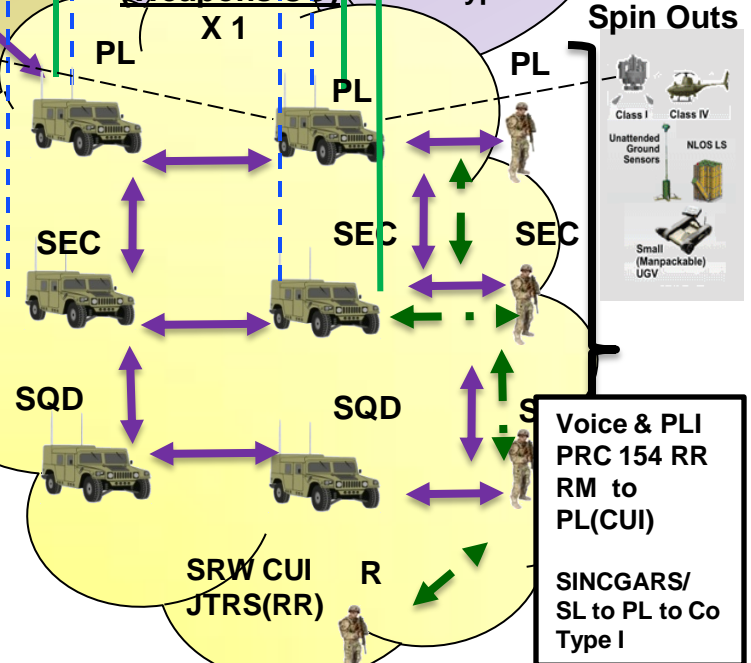 X 1
Spin Outs
PL
PL
PL
Class I
Class IV
Unattended
Ground
Sensors
NLOS LS
Small
(Manpackable)
UGV
SEC
SEC
SEC
SQD
SQD
Voice & PLI
PRC 154 RR
RM to
PL(CUI)
SINCGARS/
SL to PL to Co
Type I
SRW CUI
JTRS(RR)
R